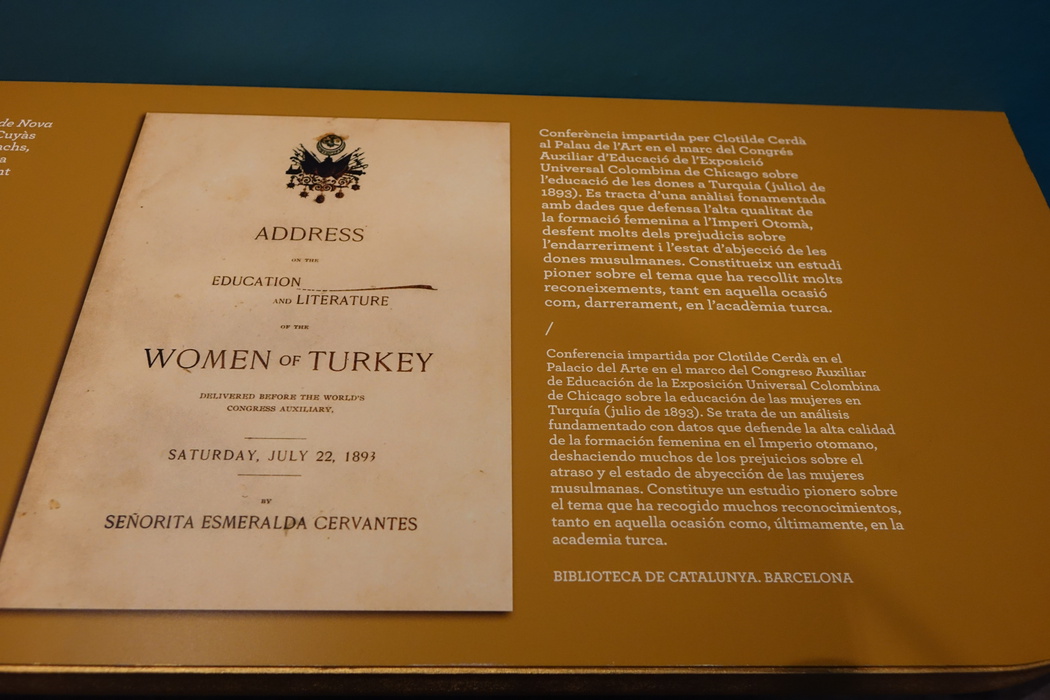 de Nova
Cuyàs
achs,
a
nt
ADDRESS
ON THE
EDUCATION
AND LITERATURE
OF THE
WOMEN OF TURKEY
DELIVERED BEFORE THE WORLD'S
CONGRESS AUXILIARY,
SATURDAY, JULY 22, 1893
BY
SEÑORITA ESMERALDA CERVANTES
Conferència impartida per Clotilde Cerdà
al Palau de l'Art en el marc del Congrés
Auxiliar d'Educació de l'Exposició
Universal Colombina de Chicago sobre
l'educació de les dones a Turquia (juliol de
1893). Es tracta d'una anàlisi fonamentada
amb dades que defensa l'alta qualitat de
la formació femenina a l'Imperi Otomà,
desfent molts dels prejudicis sobre
l'endarreriment i l'estat d'abjecció de les
dones musulmanes. Constitueix un estudi
pioner sobre el tema que ha recollit molts
reconeixements, tant en aquella ocasió
com, darrerament, en l'acadèmia turca.
/
Conferencia impartida por Clotilde Cerdà en el
Palacio del Arte en el marco del Congreso Auxiliar
de Educación de la Exposición Universal Colombina
de Chicago sobre la educación de las mujeres en
Turquía (julio de 1893). Se trata de un análisis
fundamentado con datos que defiende la alta calidad
de la formación femenina en el Imperio otomano,
deshaciendo muchos de los prejuicios sobre el
atraso y el estado de abyección de las mujeres
musulmanas. Constituye un estudio pionero sobre
el tema que ha recogido muchos reconocimientos,
tanto en aquella ocasión como, últimamente, en la
academia turca.
BIBLIOTECA DE CATALUNYA. BARCELONA